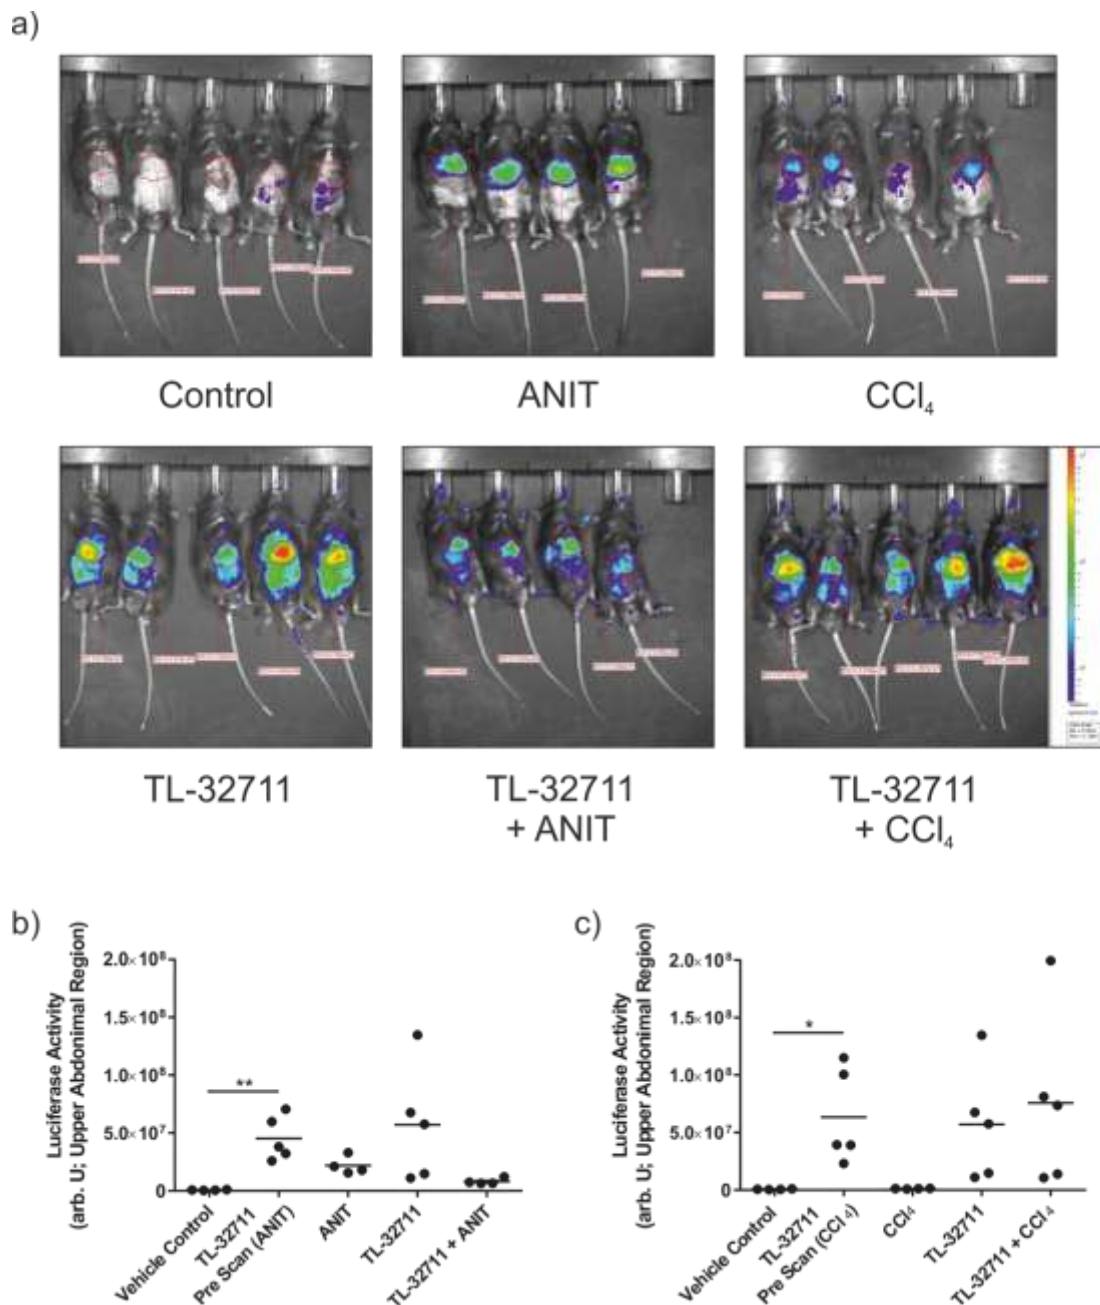 a)
Control
ANIT
CCl₄
TL-32711
TL-32711
+ ANIT
TL-32711
+ CCl₄
b)
Luciferase Activity
(arb. U; Upper Abdonimal Region)
2.0×10⁸
1.5×10⁸
1.0×10⁸
5.0×10⁷
0
**
Vehicle Control
TL-32711
Pre Scan (ANIT)
ANIT
TL-32711
TL-32711 + ANIT
c)
Luciferase Activity
(arb. U; Upper Abdonimal Region)
2.0×10⁸
1.5×10⁸
1.0×10⁸
5.0×10⁷
0
*
Vehicle Control
TL-32711
Pre Scan (CCl₄)
CCl₄
TL-32711
TL-32711 + CCl₄